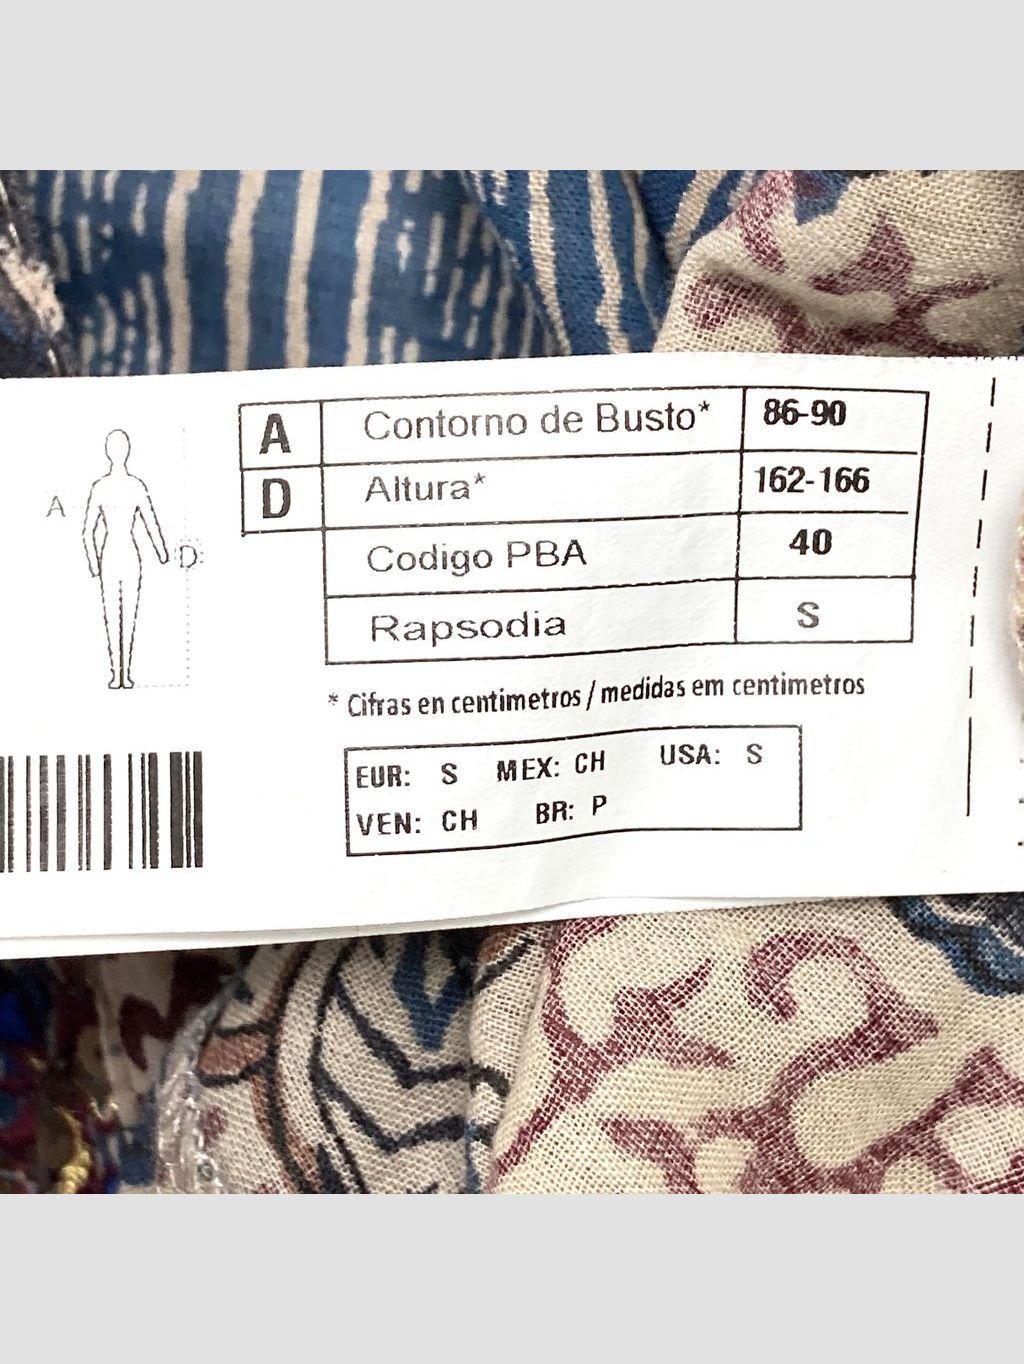 A Contorno de Busto* 86-90
D Altura* 162-166
Codigo PBA 40
Rapsodia S
A
D
* Cifras en centimetros / medidas em centimetros
EUR: S MEX: CH USA: S
VEN: CH BR: P